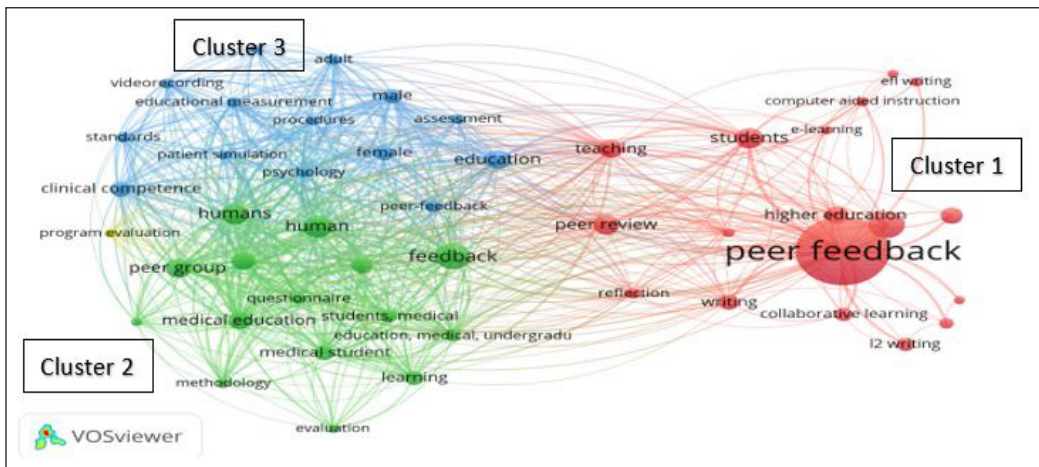 Cluster 3
adult
videorecording
efl writing
educational measurement
male
computer aided instruction
procedures
assessment
standards
students
e-learning
teaching
patient simulation
female
education
psychology
Cluster 1
clinical competence
peer-feedback
humans
higher education
human
peer review
program evaluation
peer feedback
feedback
peer group
questionnaire
reflection
writing
medical education
students, medical
collaborative learning
education, medical, undergradu
l2 writing
medical student
Cluster 2
learning
methodology
evaluation
VOSviewer